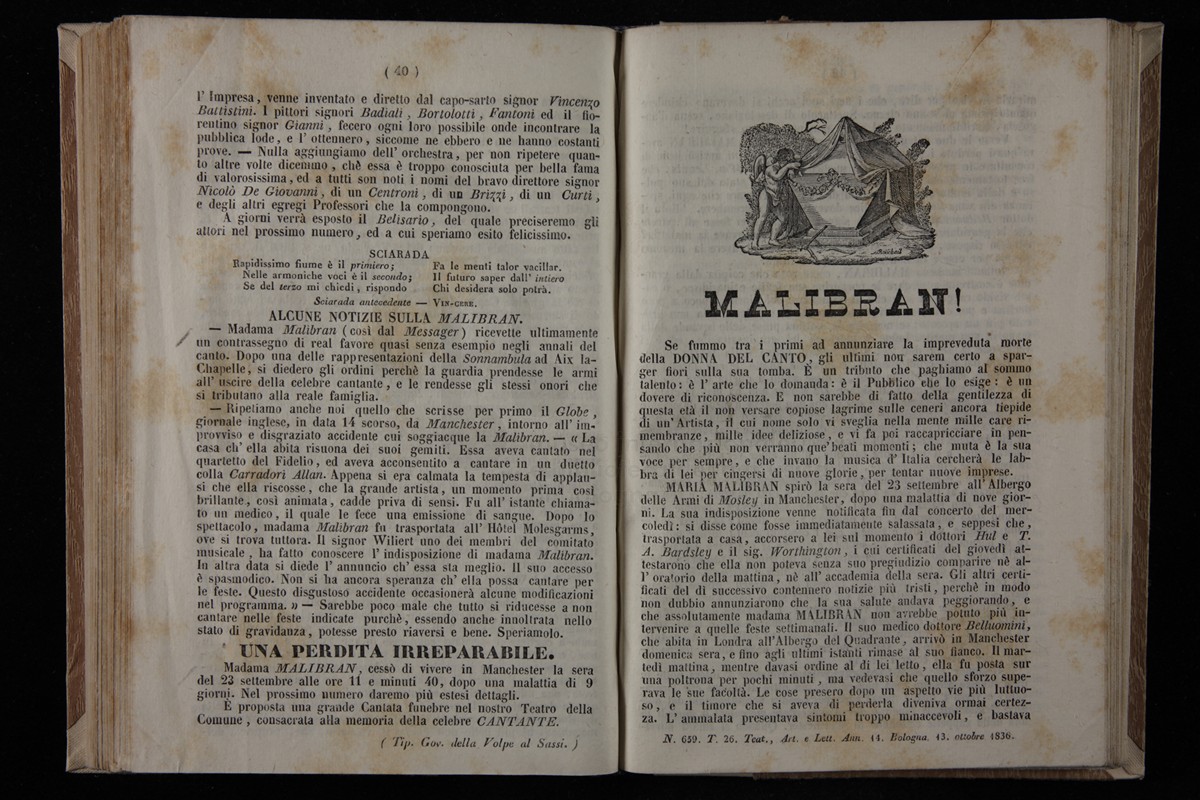 ( 40 )
l' Impresa, venne inventato e diretto dal capo-sarto signor Vincenzo
Battistini. I pittori signori Badiali, Bortolotti, Fantoni ed il fio-
rentino signor Gianni, fecero ogni loro possibile onde incontrare la
pubblica lode, e l' ottennero, siccome ne ebbero e ne hanno costanti
prove. — Nulla aggiungiamo dell' orchestra, per non ripetere quan-
to altre volte dicemmo, chè essa è troppo conosciuta per bella fama
di valorosissima, ed a tutti son noti i nomi del bravo direttore signor
Nicolò De Giovanni, di un Centroni, di un Brizzi, di un Curti,
e degli altri egregi Professori che la compongono.
A giorni verrà esposto il Belisario, del quale preciseremo gli
attori nel prossimo numero, ed a cui speriamo esito felicissimo.
SCIARADA
Rapidissimo fiume è il primiero;
Nelle armoniche voci è il secondo;
Se del terzo mi chiedi, rispondo
Fa le menti talor vacillar.
Il futuro saper dall' intiero
Chi desidera solo potrà.
Sciarada antecedente — VIN-CERE.
ALCUNE NOTIZIE SULLA MALIBRAN.
— Madama Malibran (così dal Messager) ricevette ultimamente
un contrassegno di real favore quasi senza esempio negli annali del
canto. Dopo una delle rappresentazioni della Sonnambula ad Aix la-
Chapelle, si diedero gli ordini perchè la guardia prendesse le armi
all' uscire della celebre cantante, e le rendesse gli stessi onori che
si tributano alla reale famiglia.
— Ripetiamo anche noi quello che scrisse per primo il Globe,
giornale inglese, in data 14 scorso, da Manchester, intorno all' im-
provviso e disgraziato accidente cui soggiacque la Malibran. — « La
casa ch' ella abita risuona dei suoi gemiti. Essa aveva cantato nel
quartetto del Fidelio, ed aveva acconsentito a cantare in un duetto
colla Carradori Allan. Appena si era calmata la tempesta di applau-
si che ella riscosse, che la grande artista, un momento prima così
brillante, così animata, cadde priva di sensi. Fu all' istante chiama-
to un medico, il quale le fece una emissione di sangue. Dopo lo
spettacolo, madama Malibran fu trasportata all' Hôtel Molesgarms,
ove si trova tuttora. Il signor Wiliert uno dei membri del comitato
musicale, ha fatto conoscere l' indisposizione di madama Malibran.
In altra data si diede l' annuncio ch' essa sta meglio. Il suo accesso
è spasmodico. Non si ha ancora speranza ch' ella possa cantare per
le feste. Questo disgustoso accidente occasionerà alcune modificazioni
nel programma. » — Sarebbe poco male che tutto si riducesse a non
cantare nelle feste indicate purchè, essendo anche innoltrata nello
stato di gravidanza, potesse presto riaversi e bene. Speriamolo.
UNA PERDITA IRREPARABILE.
Madama MALIBRAN, cessò di vivere in Manchester la sera
del 23 settembre alle ore 11 e minuti 40, dopo una malattia di 9
giorni. Nel prossimo numero daremo più estesi dettagli.
È proposta una grande Cantata funebre nel nostro Teatro della
Comune, consacrata alla memoria della celebre CANTANTE.
( Tip. Gov. della Volpe al Sassi. )
MALIBRAN!
Se fummo tra i primi ad annunziare la impreveduta morte
della DONNA DEL CANTO, gli ultimi non sarem certo a spar-
ger fiori sulla sua tomba. È un tributo che paghiamo al sommo
talento: è l' arte che lo domanda: è il Pubblico che lo esige: è un
dovere di riconoscenza. E non sarebbe di fatto della gentilezza di
questa età il non versare copiose lagrime sulle ceneri ancora tiepide
di un' Artista, il cui nome solo vi sveglia nella mente mille care ri-
membranze, mille idee deliziose, e vi fa poi raccapricciare in pen-
sando che più non verranno que' beati momenti; che muta è la sua
voce per sempre, e che invano la musica d' Italia cercherà le lab-
bra di lei per cingersi di nuove glorie, per tentar nuove imprese.
MARIA MALIBRAN spirò la sera del 23 settembre all' Albergo
delle Armi di Mosley in Manchester, dopo una malattia di nove gior-
ni. La sua indisposizione venne notificata fin dal concerto del mer-
coledì: si disse come fosse immediatamente salassata, e seppesi che,
trasportata a casa, accorsero a lei sul momento i dottori Hul e T.
A. Bardsley e il sig. Worthington, i cui certificati del giovedì at-
testarono che ella non poteva senza suo pregiudizio comparire nè al-
l' oratorio della mattina, nè all' accademia della sera. Gli altri certi-
ficati del dì successivo contennero notizie più tristi, perchè in modo
non dubbio annunziarono che la sua salute andava peggiorando, e
che assolutamente madama MALIBRAN non avrebbe potuto più in-
tervenire a quelle feste settimanali. Il suo medico dottore Belluomini,
che abita in Londra all'Albergo del Quadrante, arrivò in Manchester
domenica sera, e fino agli ultimi istanti rimase al suo fianco. Il mar-
tedì mattina, mentre davasi ordine al di lei letto, ella fu posta su
una poltrona per pochi minuti, ma vedevasi che quello sforzo supe-
rava le sue facoltà. Le cose presero dopo un aspetto vie più luttuo-
so, e il timore che si aveva di perderla diveniva ormai certez-
za. L' ammalata presentava sintomi troppo minaccevoli, e bastava
N. 659. T. 26. Teat., Art. e Lett. Ann. 14. Bologna. 13. ottobre 1836.